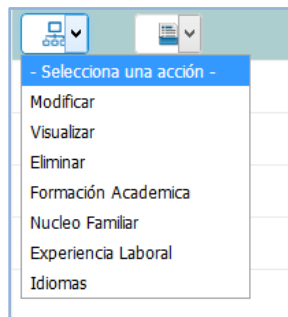 - Selecciona una acción -
Modificar
Visualizar
Eliminar
Formación Academica
Nucleo Familiar
Experiencia Laboral
Idiomas